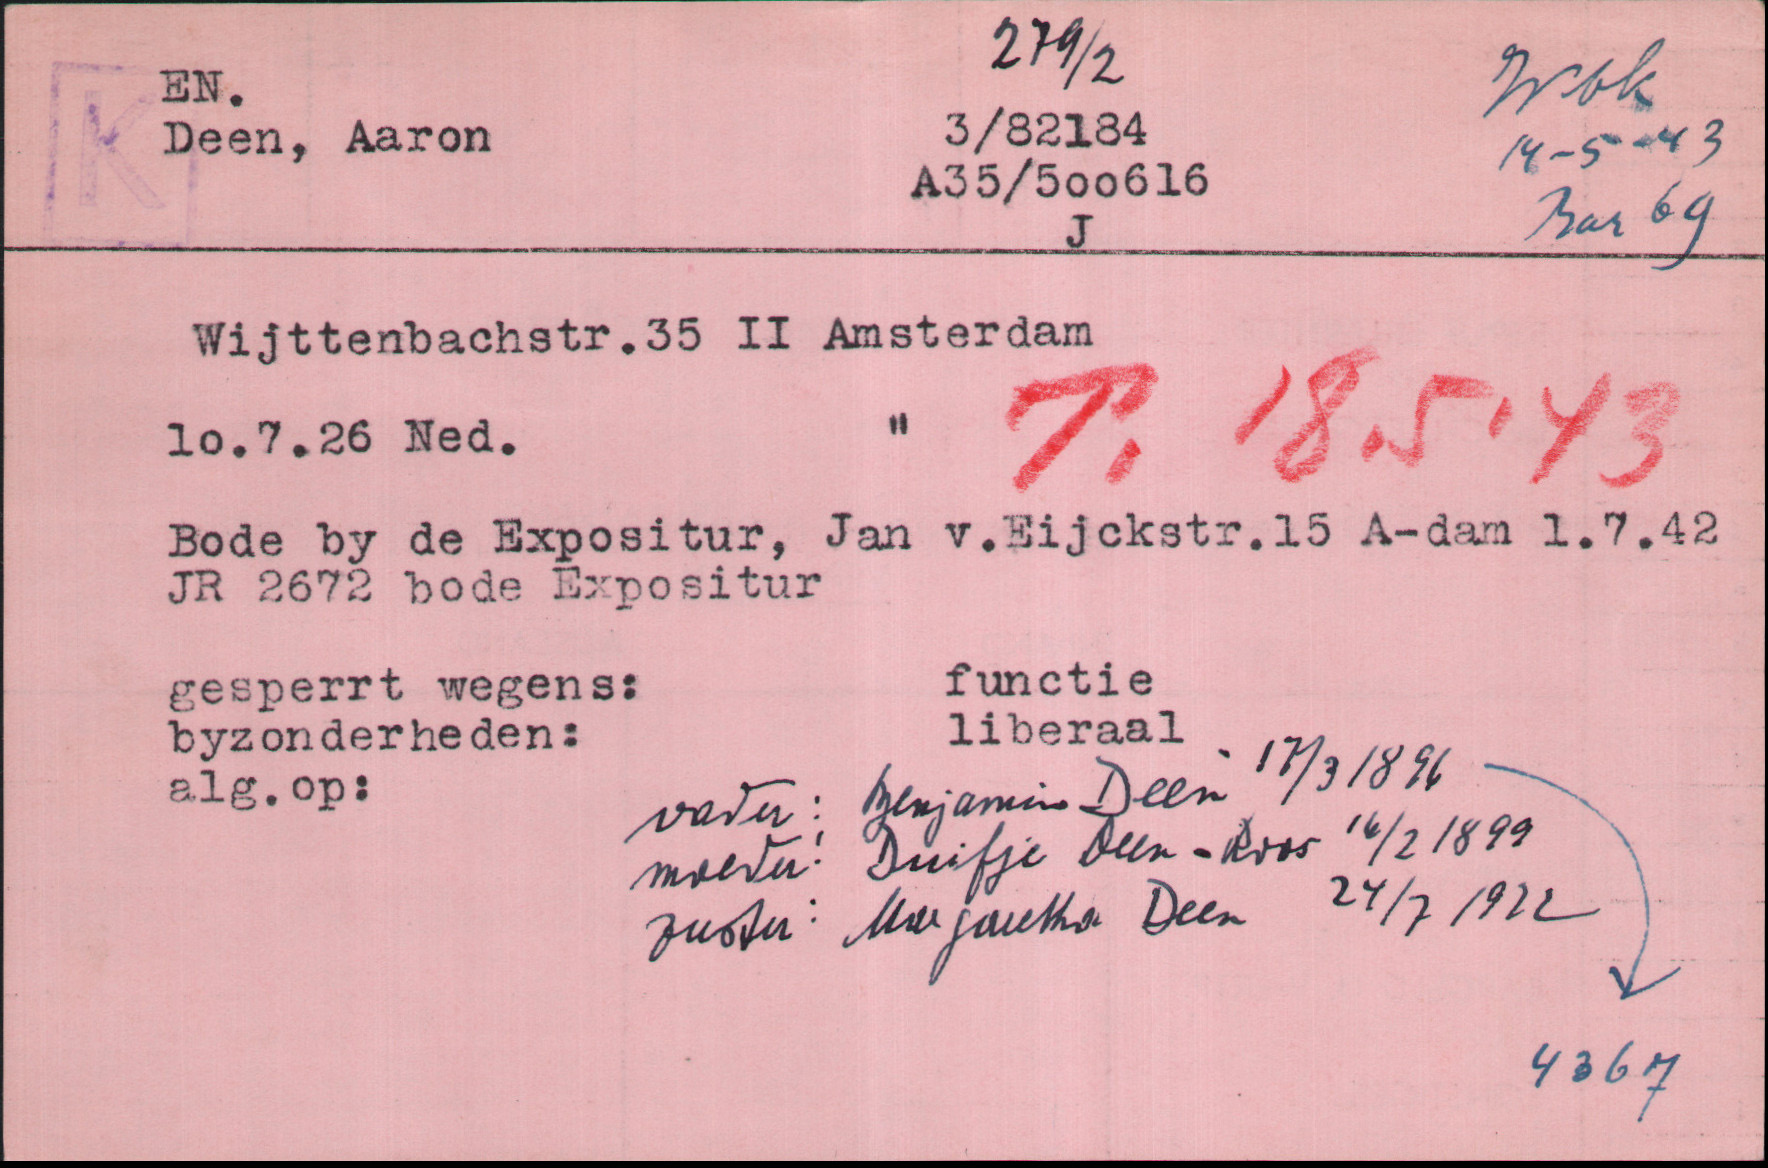 K
279/2
EN.
Deen, Aaron
3/82184
A35/5oo616
J
Wbk
14-5-43
Bar 69
Wijttenbachstr.35 II Amsterdam
lo.7.26 Ned. "
T. 18.5.43
Bode by de Expositur, Jan v.Eijckstr.15 A-dam 1.7.42
JR 2672 bode Expositur
gesperrt wegens: functie
byzonderheden: liberaal
alg.op:
vader: Benjamin Deen 17/3 1896
moeder: Duifje Deen-Roos 16/2 1899
zuster: Margaretha Deen 24/7 1922
4367